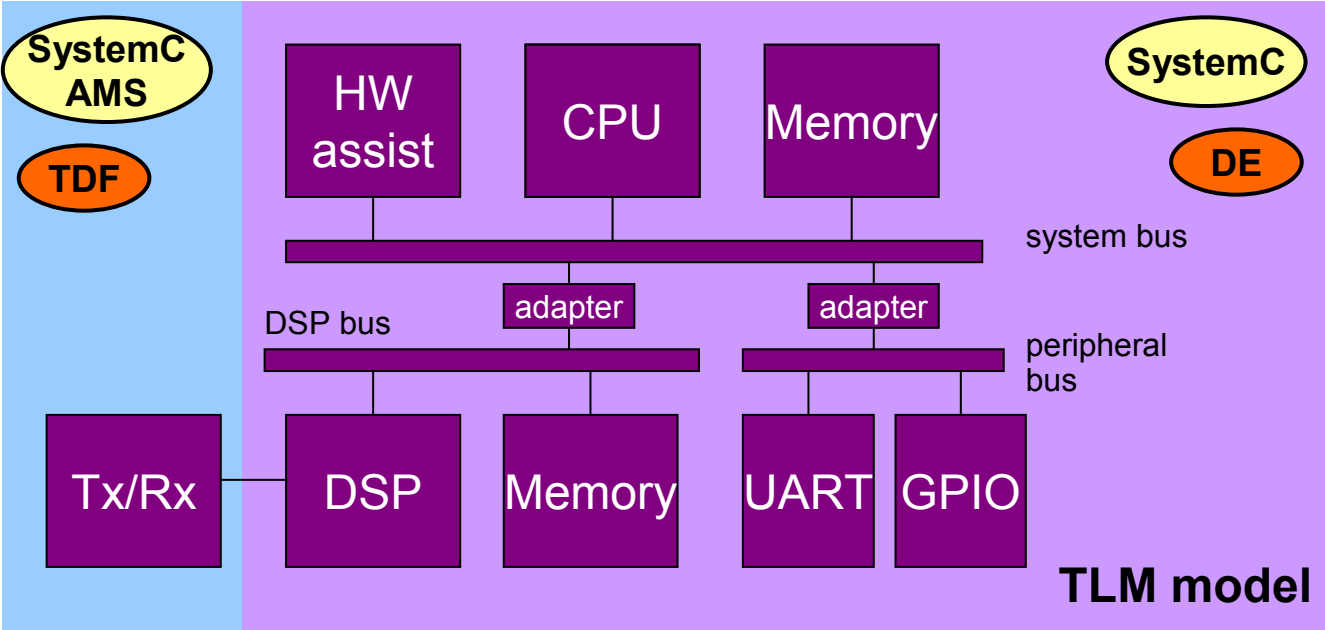 SystemC
AMS
TDF
HW
assist
CPU
Memory
SystemC
DE
system bus
adapter
adapter
DSP bus
peripheral
bus
Tx/Rx
DSP
Memory
UART
GPIO
TLM model